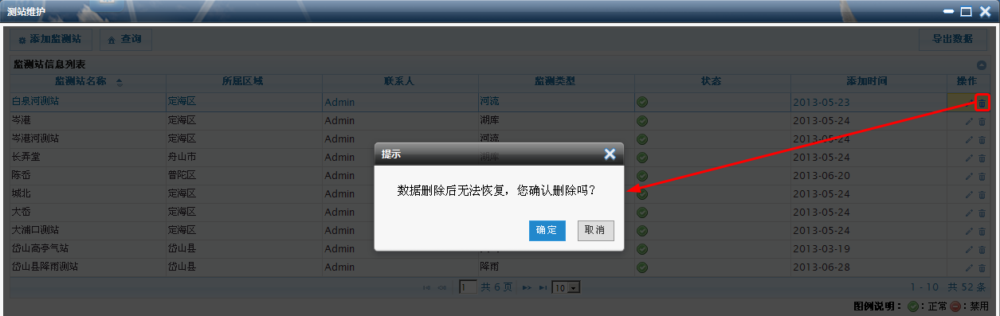 测站维护
添加监测站 查询 导出数据
监测站信息列表
监测站名称 所属区域 联系人 监测类型 状态 添加时间 操作
白泉河测站 定海区 Admin 河流 2013-05-23
岑港 定海区 Admin 湖库 2013-05-24
岑港河测站 定海区 Admin 河流 2013-05-24
长弄堂 舟山市 Admin 湖库 2013-05-24
陈岙 普陀区 Admin 2013-06-20
城北 定海区 Admin 2013-05-24
大岙 定海区 Admin 2013-05-24
大浦口测站 定海区 Admin 2013-05-24
岱山高亭气站 岱山县 Admin 2013-03-19
岱山县降雨测站 岱山县 Admin 降雨 2013-06-28
提示
数据删除后无法恢复，您确认删除吗？
确定 取消
1 共 6 页 10 1 - 10 共 52 条
图例说明：：正常：禁用